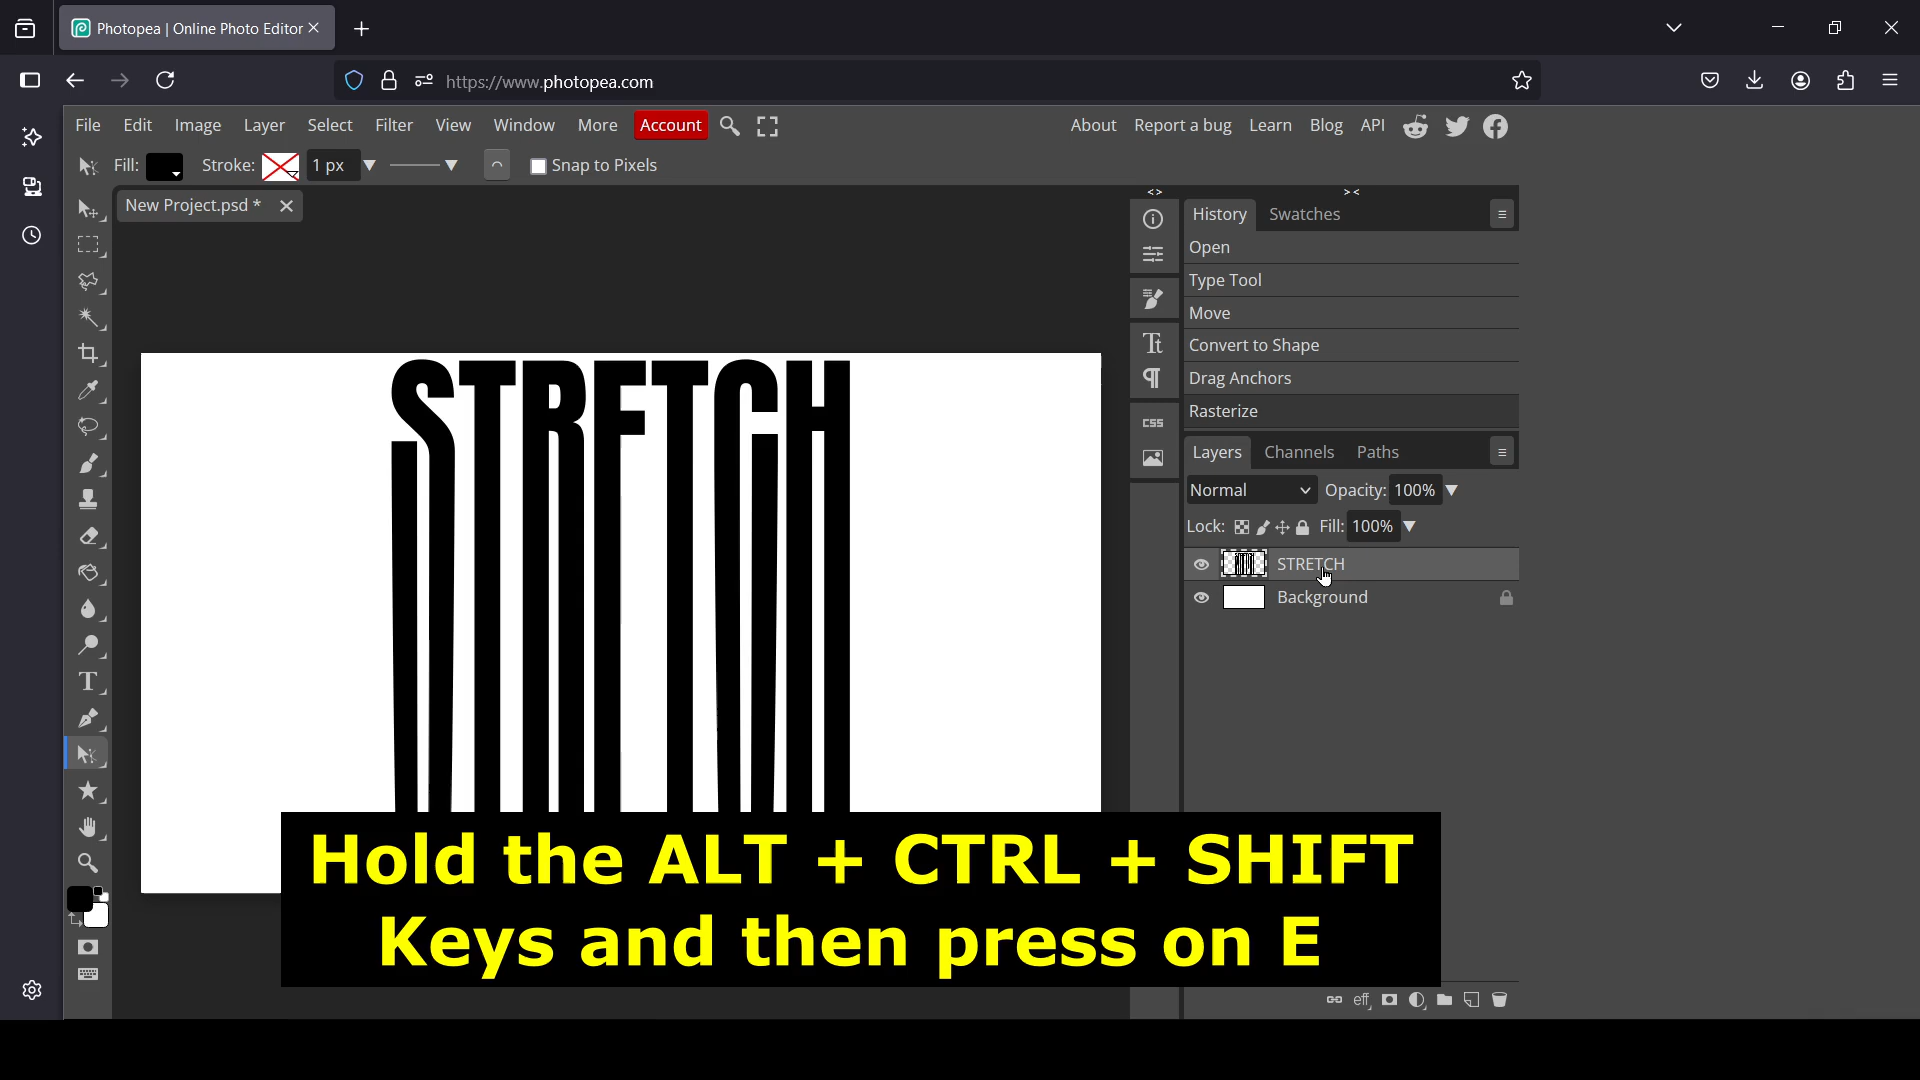 Photopea | Online Photo Editor
https://www.photopea.com
File Edit Image Layer Select Filter View Window More Account About Report a bug Learn Blog API
Fill: Stroke: 1 px Snap to Pixels
New Project.psd *
<> ><
History Swatches
Open
Type Tool
Move
Convert to Shape
Drag Anchors
Rasterize
CSS
Layers Channels Paths
Normal Opacity: 100%
Lock: Fill: 100%
STRETCH
Background
STRETCH
Hold the ALT + CTRL + SHIFT
Keys and then press on E
eff